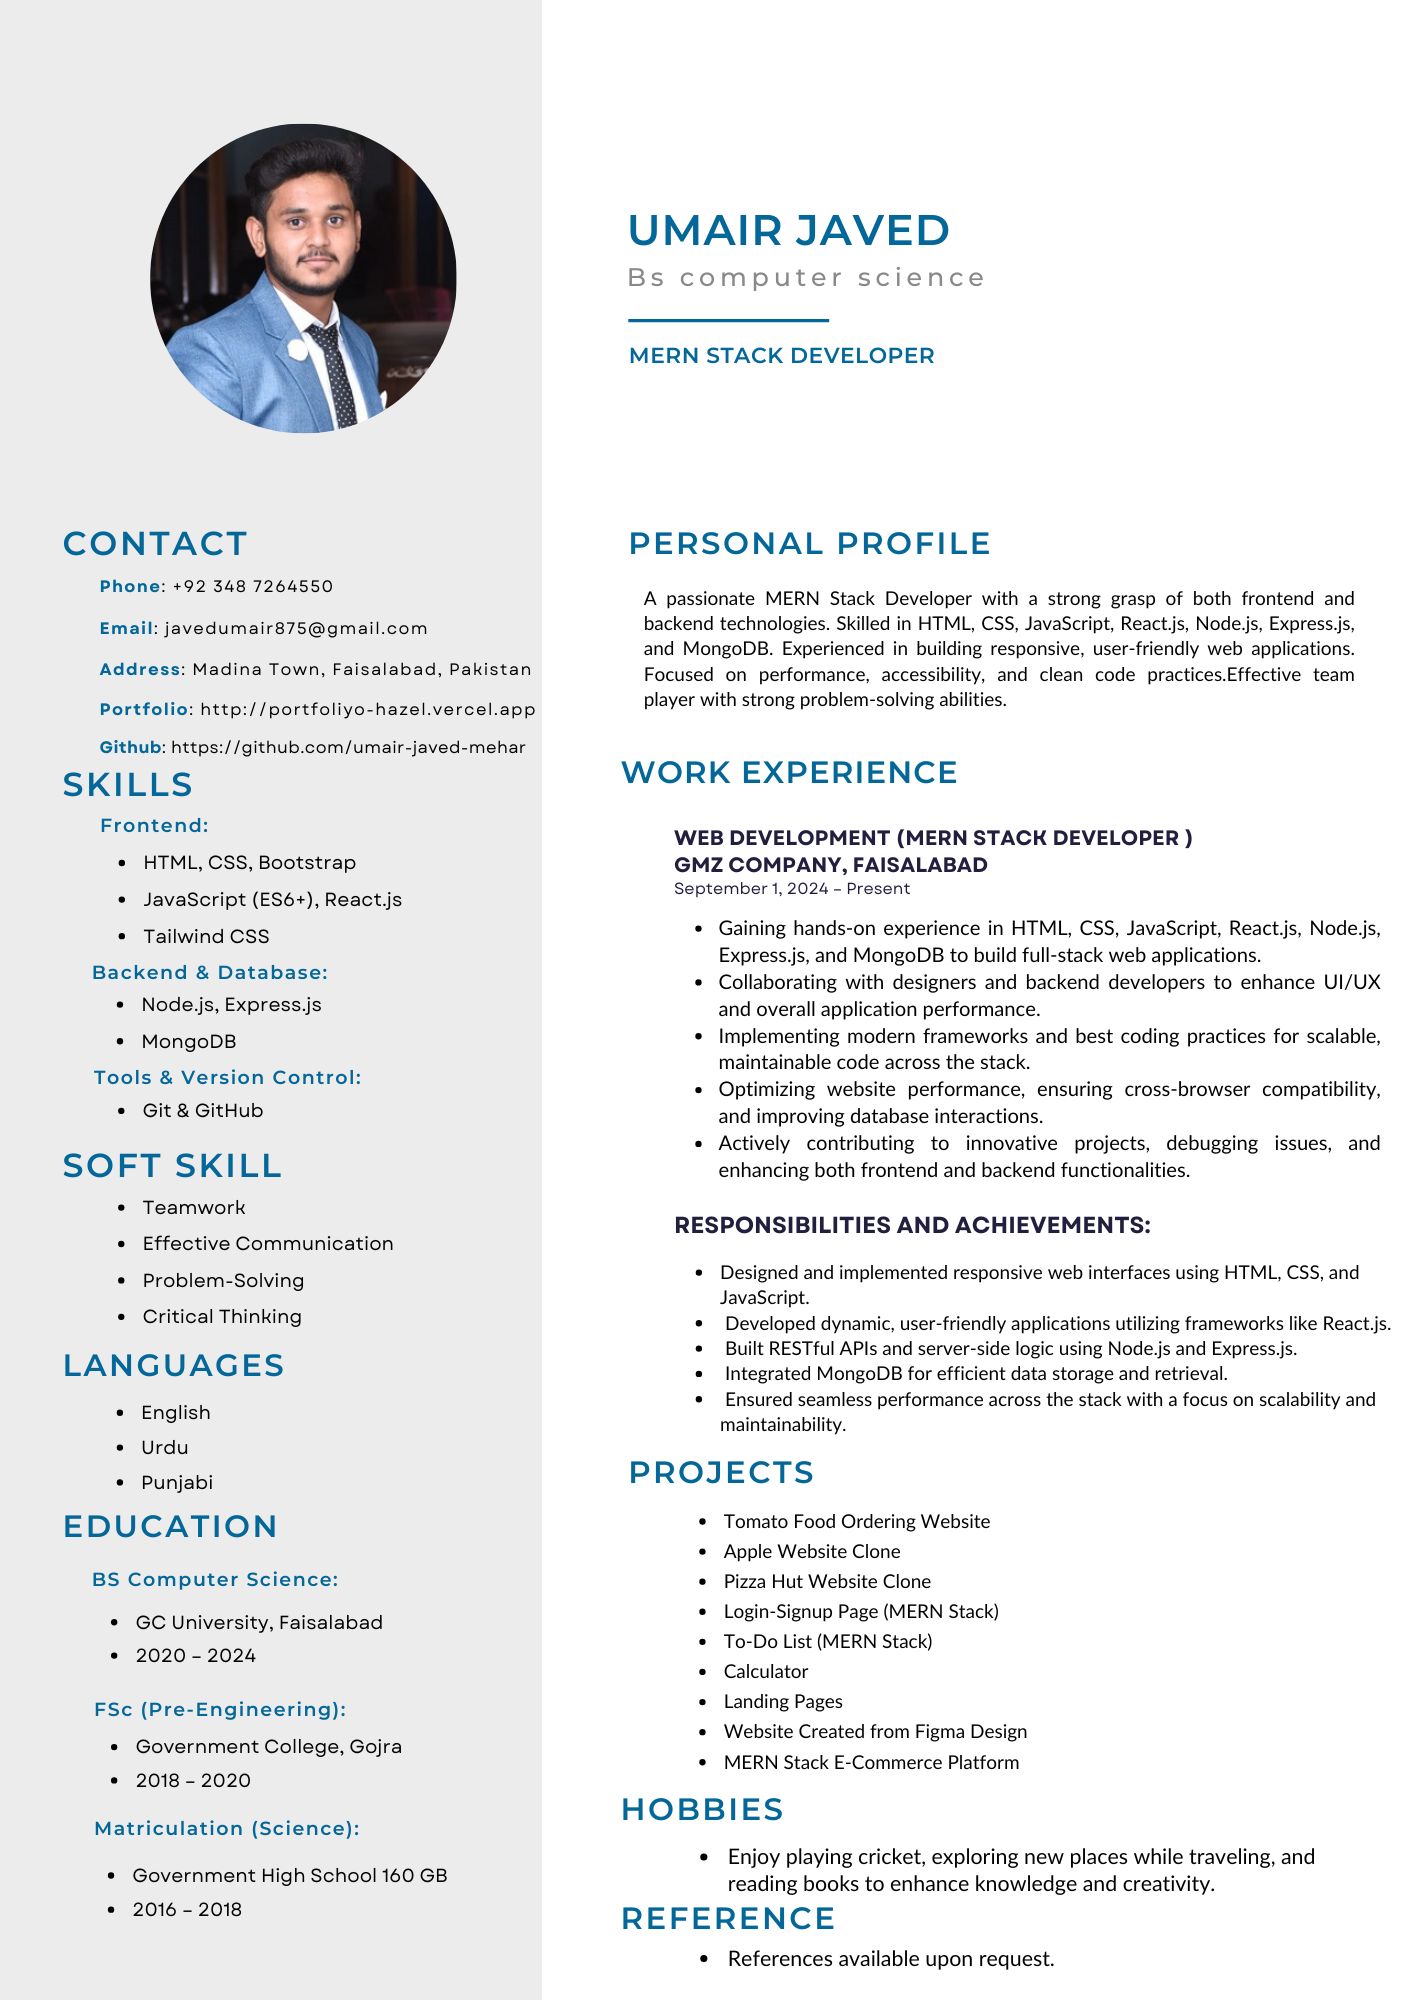 UMAIR JAVED
Bs computer science
MERN STACK DEVELOPER
CONTACT
Phone: +92 348 7264550
Email: javedumair875@gmail.com
Address: Madina Town, Faisalabad, Pakistan
Portfolio: http://portfoliyo-hazel.vercel.app
Github: https://github.com/umair-javed-mehar
SKILLS
Frontend:
• HTML, CSS, Bootstrap
• JavaScript (ES6+), React.js
• Tailwind CSS
Backend & Database:
• Node.js, Express.js
• MongoDB
Tools & Version Control:
• Git & GitHub
SOFT SKILL
• Teamwork
• Effective Communication
• Problem-Solving
• Critical Thinking
LANGUAGES
• English
• Urdu
• Punjabi
EDUCATION
BS Computer Science:
• GC University, Faisalabad
• 2020 – 2024
FSc (Pre-Engineering):
• Government College, Gojra
• 2018 – 2020
Matriculation (Science):
• Government High School 160 GB
• 2016 – 2018
PERSONAL PROFILE
A passionate MERN Stack Developer with a strong grasp of both frontend and
backend technologies. Skilled in HTML, CSS, JavaScript, React.js, Node.js, Express.js,
and MongoDB. Experienced in building responsive, user-friendly web applications.
Focused on performance, accessibility, and clean code practices.Effective team
player with strong problem-solving abilities.
WORK EXPERIENCE
WEB DEVELOPMENT (MERN STACK DEVELOPER )
GMZ COMPANY, FAISALABAD
September 1, 2024 – Present
• Gaining hands-on experience in HTML, CSS, JavaScript, React.js, Node.js,
Express.js, and MongoDB to build full-stack web applications.
• Collaborating with designers and backend developers to enhance UI/UX
and overall application performance.
• Implementing modern frameworks and best coding practices for scalable,
maintainable code across the stack.
• Optimizing website performance, ensuring cross-browser compatibility,
and improving database interactions.
• Actively contributing to innovative projects, debugging issues, and
enhancing both frontend and backend functionalities.
RESPONSIBILITIES AND ACHIEVEMENTS:
• Designed and implemented responsive web interfaces using HTML, CSS, and
JavaScript.
• Developed dynamic, user-friendly applications utilizing frameworks like React.js.
• Built RESTful APIs and server-side logic using Node.js and Express.js.
• Integrated MongoDB for efficient data storage and retrieval.
• Ensured seamless performance across the stack with a focus on scalability and
maintainability.
PROJECTS
• Tomato Food Ordering Website
• Apple Website Clone
• Pizza Hut Website Clone
• Login-Signup Page (MERN Stack)
• To-Do List (MERN Stack)
• Calculator
• Landing Pages
• Website Created from Figma Design
• MERN Stack E-Commerce Platform
HOBBIES
• Enjoy playing cricket, exploring new places while traveling, and
reading books to enhance knowledge and creativity.
REFERENCE
• References available upon request.